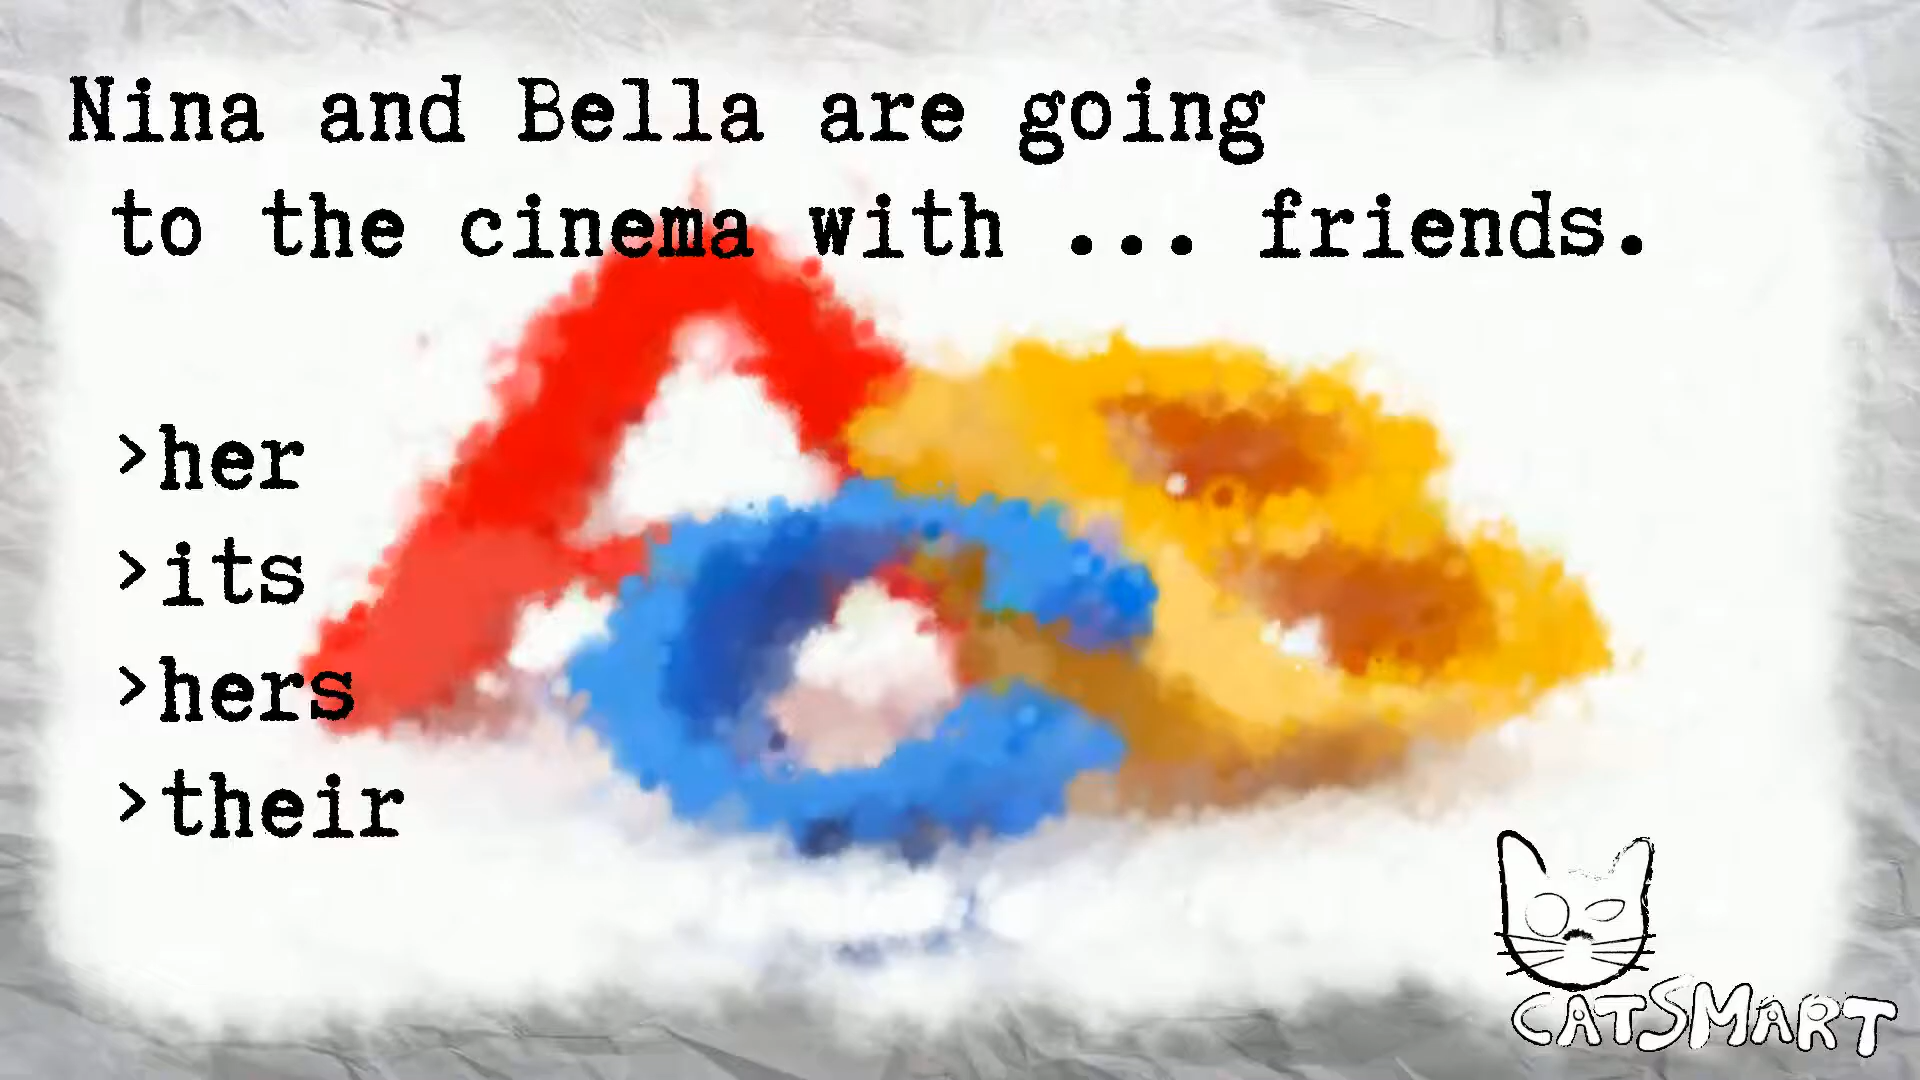 Nina and Bella are going
to the cinema with ... friends.
>her
>its
>hers
>their
CATSMART